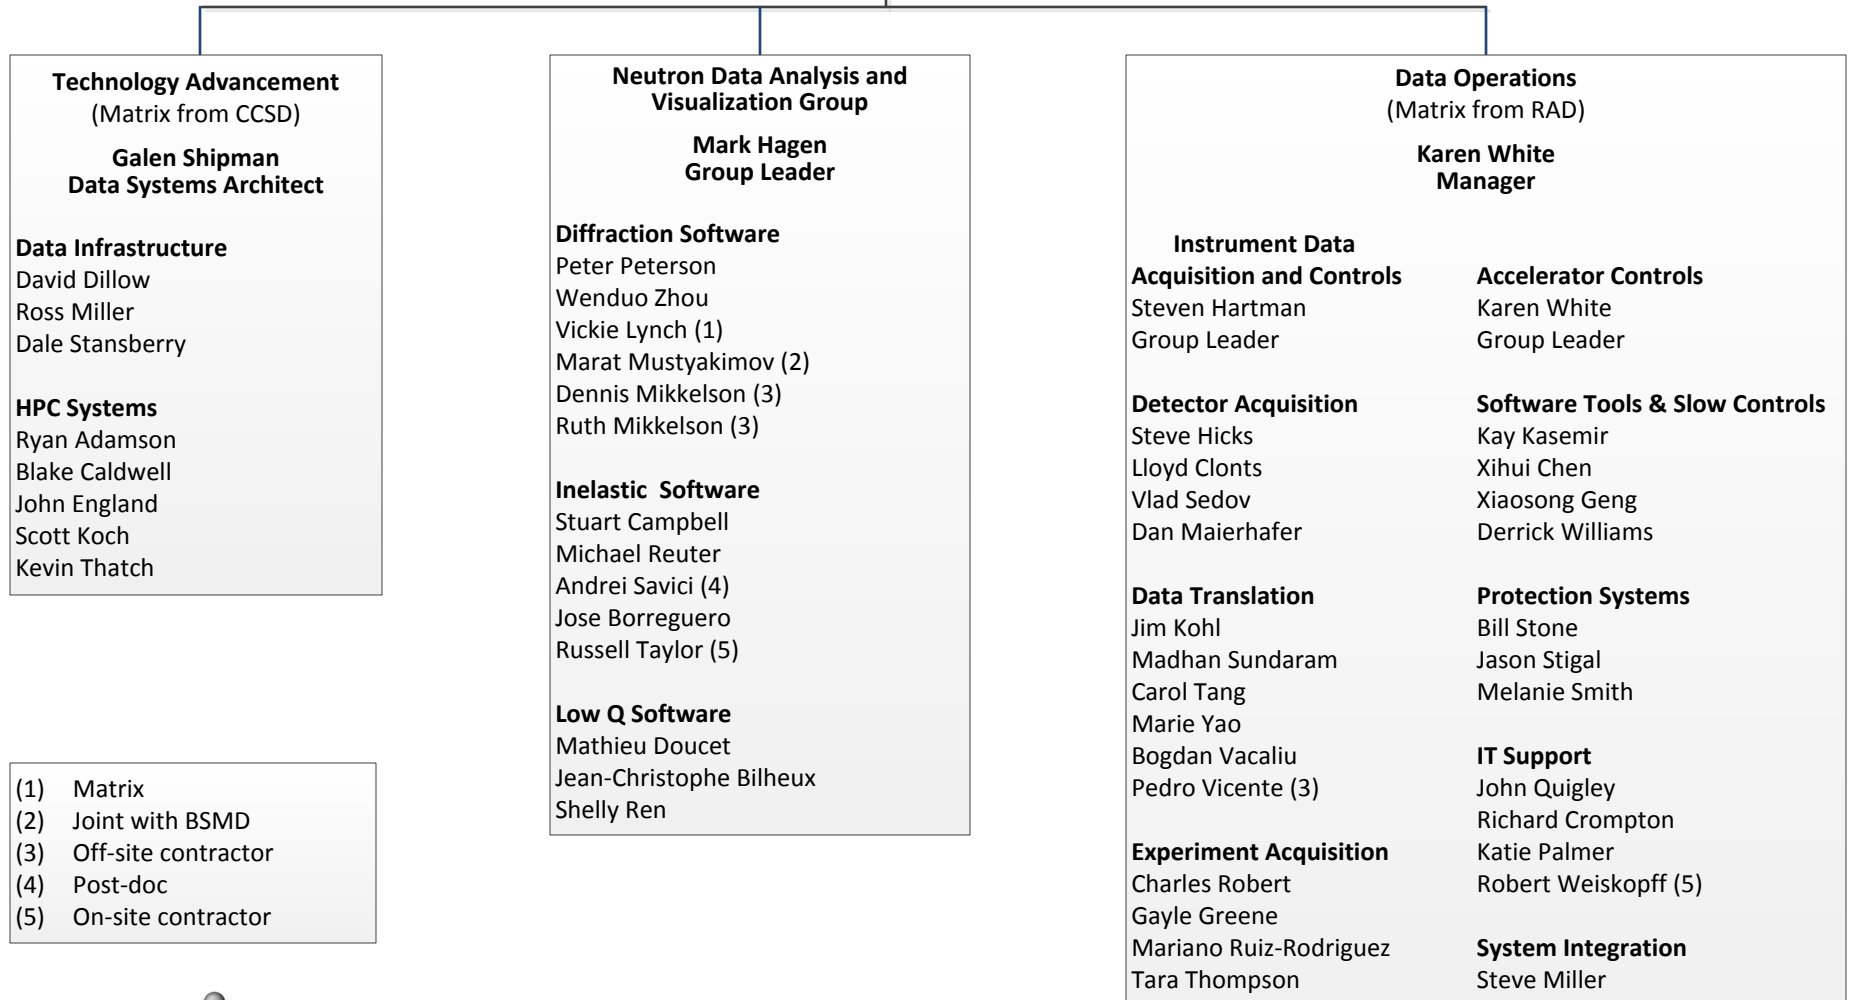 Technology Advancement
(Matrix from CCSD)
Galen Shipman
Data Systems Architect
Data Infrastructure
David Dillow
Ross Miller
Dale Stansberry
HPC Systems
Ryan Adamson
Blake Caldwell
John England
Scott Koch
Kevin Thatch
(1) Matrix
(2) Joint with BSMD
(3) Off-site contractor
(4) Post-doc
(5) On-site contractor
Neutron Data Analysis and
Visualization Group
Mark Hagen
Group Leader
Diffraction Software
Peter Peterson
Wenduo Zhou
Vickie Lynch (1)
Marat Mustyakimov (2)
Dennis Mikkelson (3)
Ruth Mikkelson (3)
Inelastic  Software
Stuart Campbell
Michael Reuter
Andrei Savici (4)
Jose Borreguero
Russell Taylor (5)
Low Q Software
Mathieu Doucet
Jean-Christophe Bilheux
Shelly Ren
Data Operations
(Matrix from RAD)
Karen White
Manager
Instrument Data
Acquisition and Controls
Steven Hartman
Group Leader
Detector Acquisition
Steve Hicks
Lloyd Clonts
Vlad Sedov
Dan Maierhafer
Data Translation
Jim Kohl
Madhan Sundaram
Carol Tang
Marie Yao
Bogdan Vacaliu
Pedro Vicente (3)
Experiment Acquisition
Charles Robert
Gayle Greene
Mariano Ruiz-Rodriguez
Tara Thompson
Accelerator Controls
Karen White
Group Leader
Software Tools & Slow Controls
Kay Kasemir
Xihui Chen
Xiaosong Geng
Derrick Williams
Protection Systems
Bill Stone
Jason Stigal
Melanie Smith
IT Support
John Quigley
Richard Crompton
Katie Palmer
Robert Weiskopff (5)
System Integration
Steve Miller